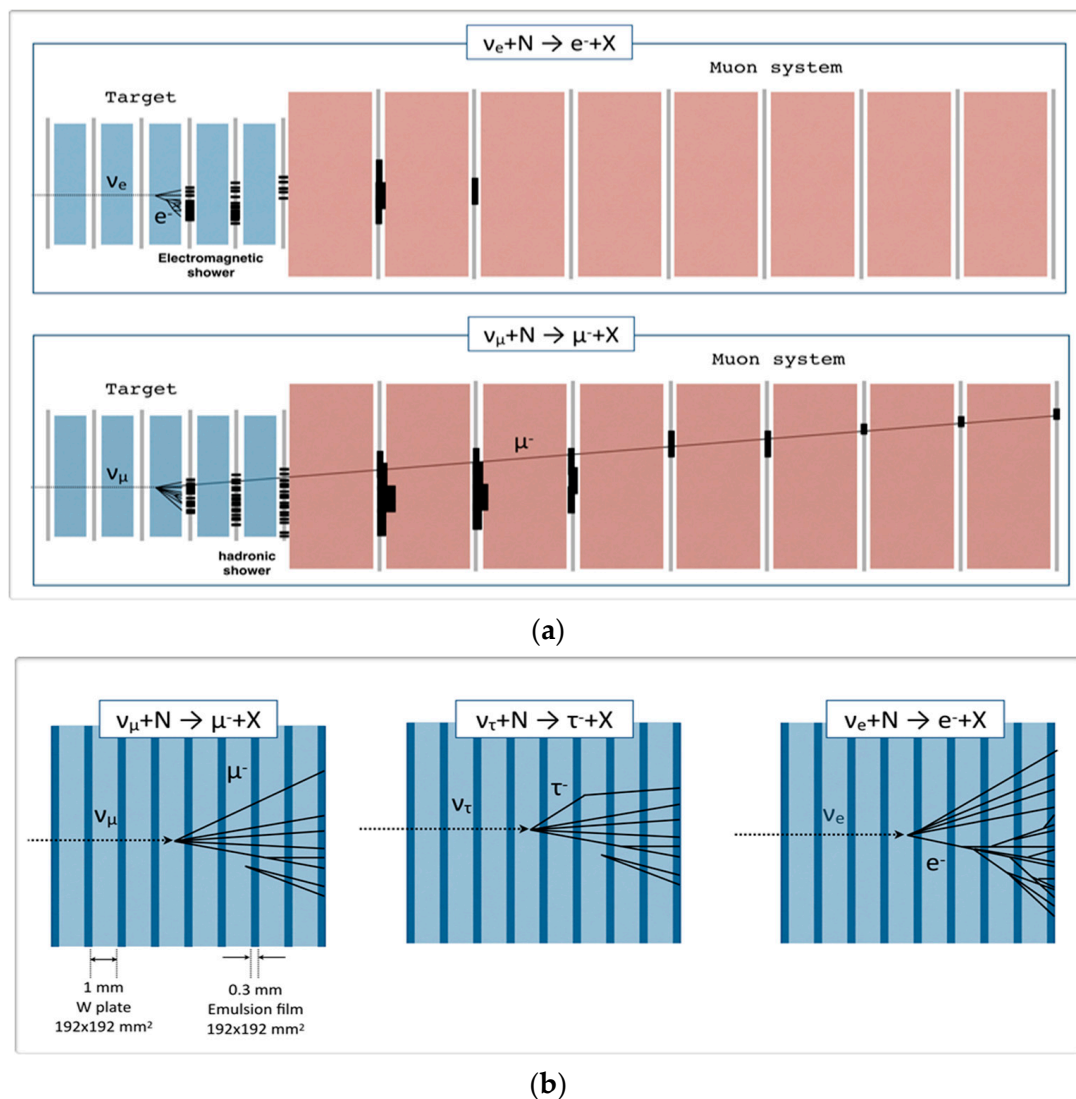 (a)
νe+N → e-+X
Muon system
Target
νe
e-
Electromagnetic
shower
νμ+N → μ-+X
Muon system
Target
μ-
νμ
hadronic
shower
(a)
νμ+N → μ-+X
ντ+N → τ-+X
νe+N → e-+X
μ-
τ-
νμ
ντ
νe
e-
1 mm
W plate
192x192 mm²
0.3 mm
Emulsion film
192x192 mm²
(b)